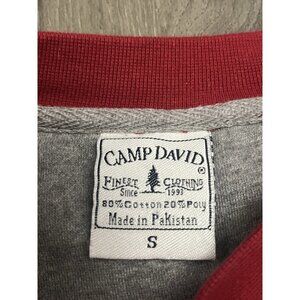 CAMP DAVID ®
FINEST CLOTHING
Since 1993
80% Cotton 20% Poly
Made in Pakistan
S